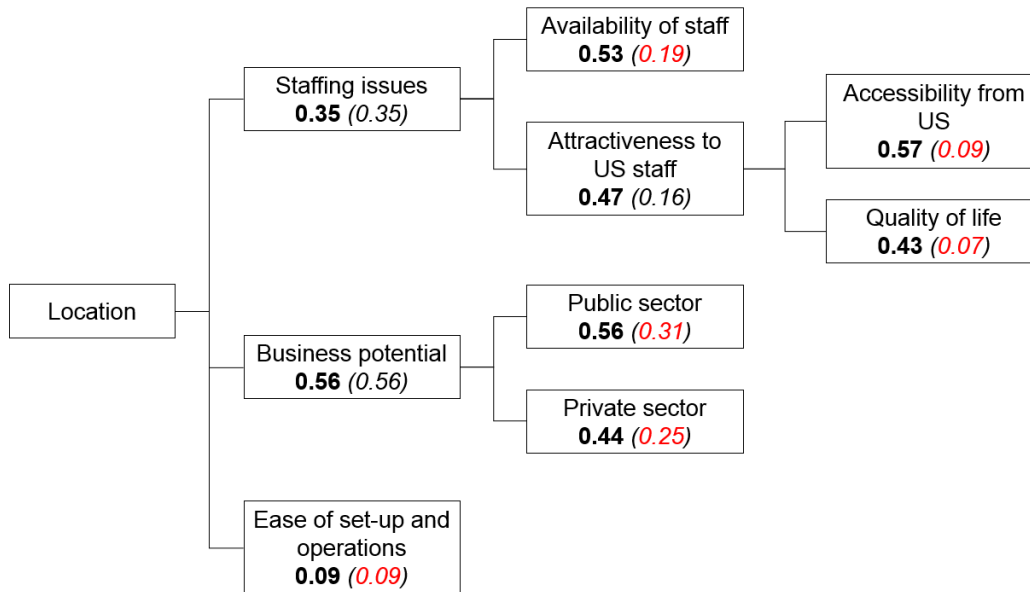 Location
Staffing issues
0.35 (0.35)
Availability of staff
0.53 (0.19)
Attractiveness to
US staff
0.47 (0.16)
Accessibility from
US
0.57 (0.09)
Quality of life
0.43 (0.07)
Business potential
0.56 (0.56)
Public sector
0.56 (0.31)
Private sector
0.44 (0.25)
Ease of set-up and
operations
0.09 (0.09)